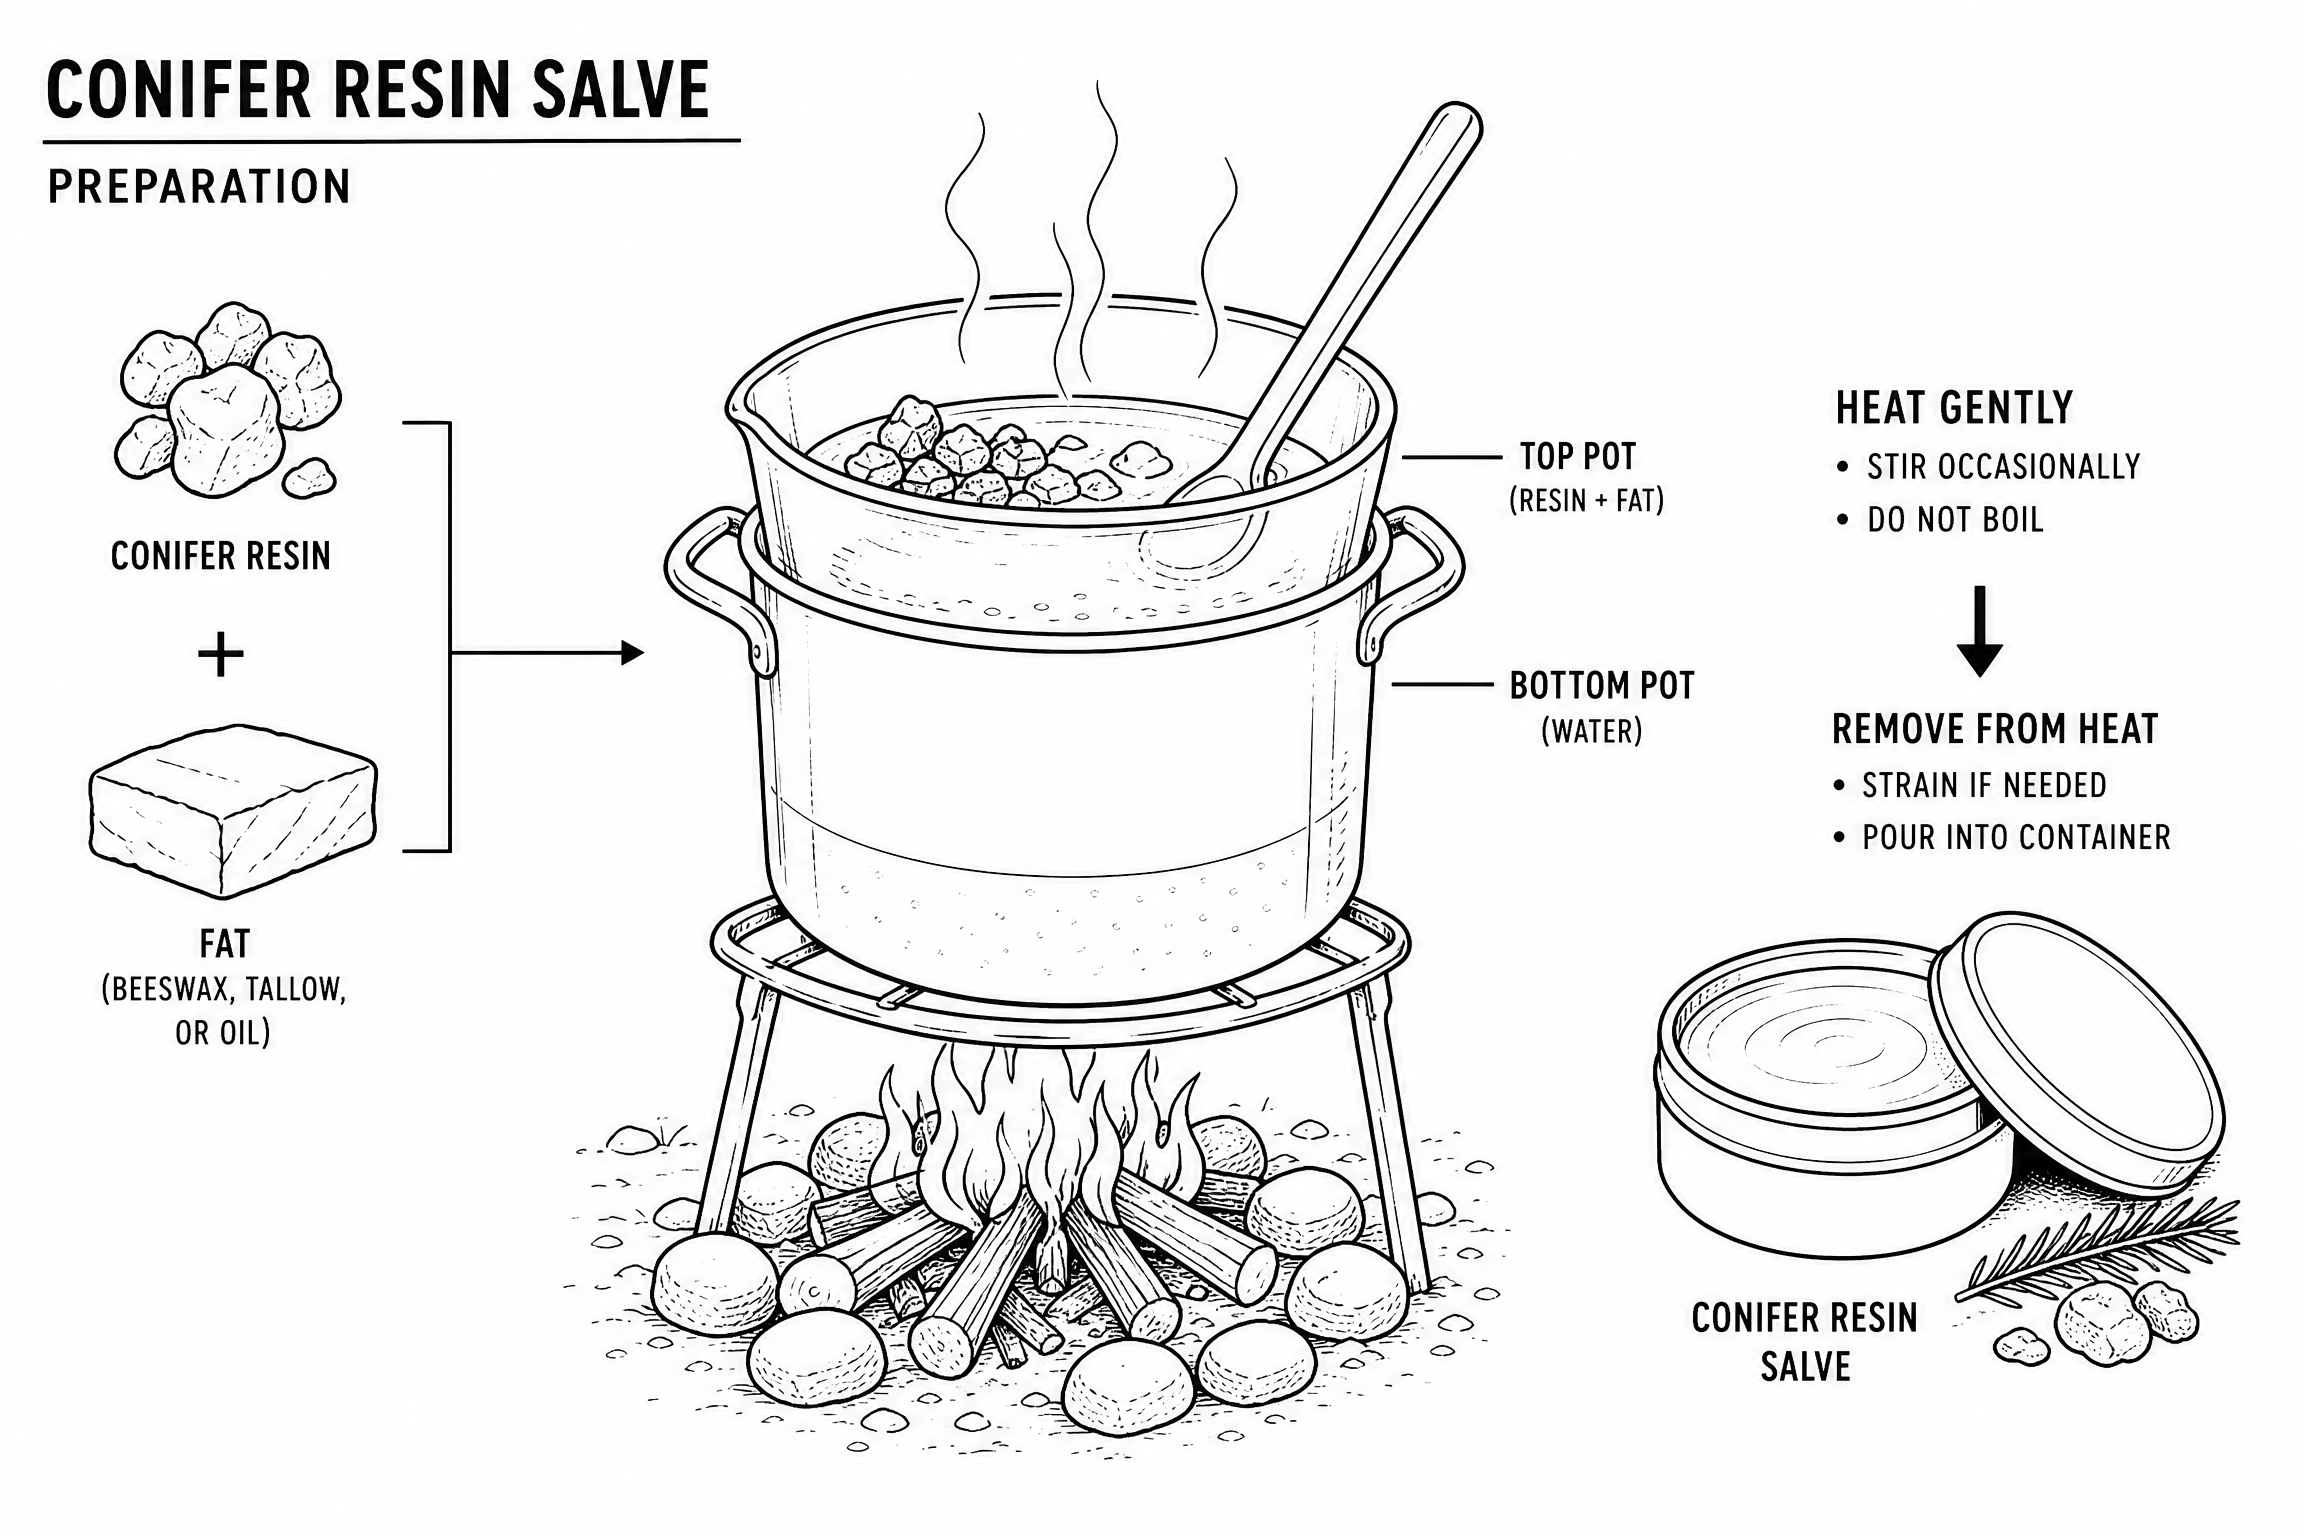 CONIFER RESIN SALVE
PREPARATION
CONIFER RESIN
+
FAT
(BEESWAX, TALLOW,
OR OIL)
TOP POT
(RESIN + FAT)
BOTTOM POT
(WATER)
HEAT GENTLY
• STIR OCCASIONALLY
• DO NOT BOIL
REMOVE FROM HEAT
• STRAIN IF NEEDED
• POUR INTO CONTAINER
CONIFER RESIN
SALVE